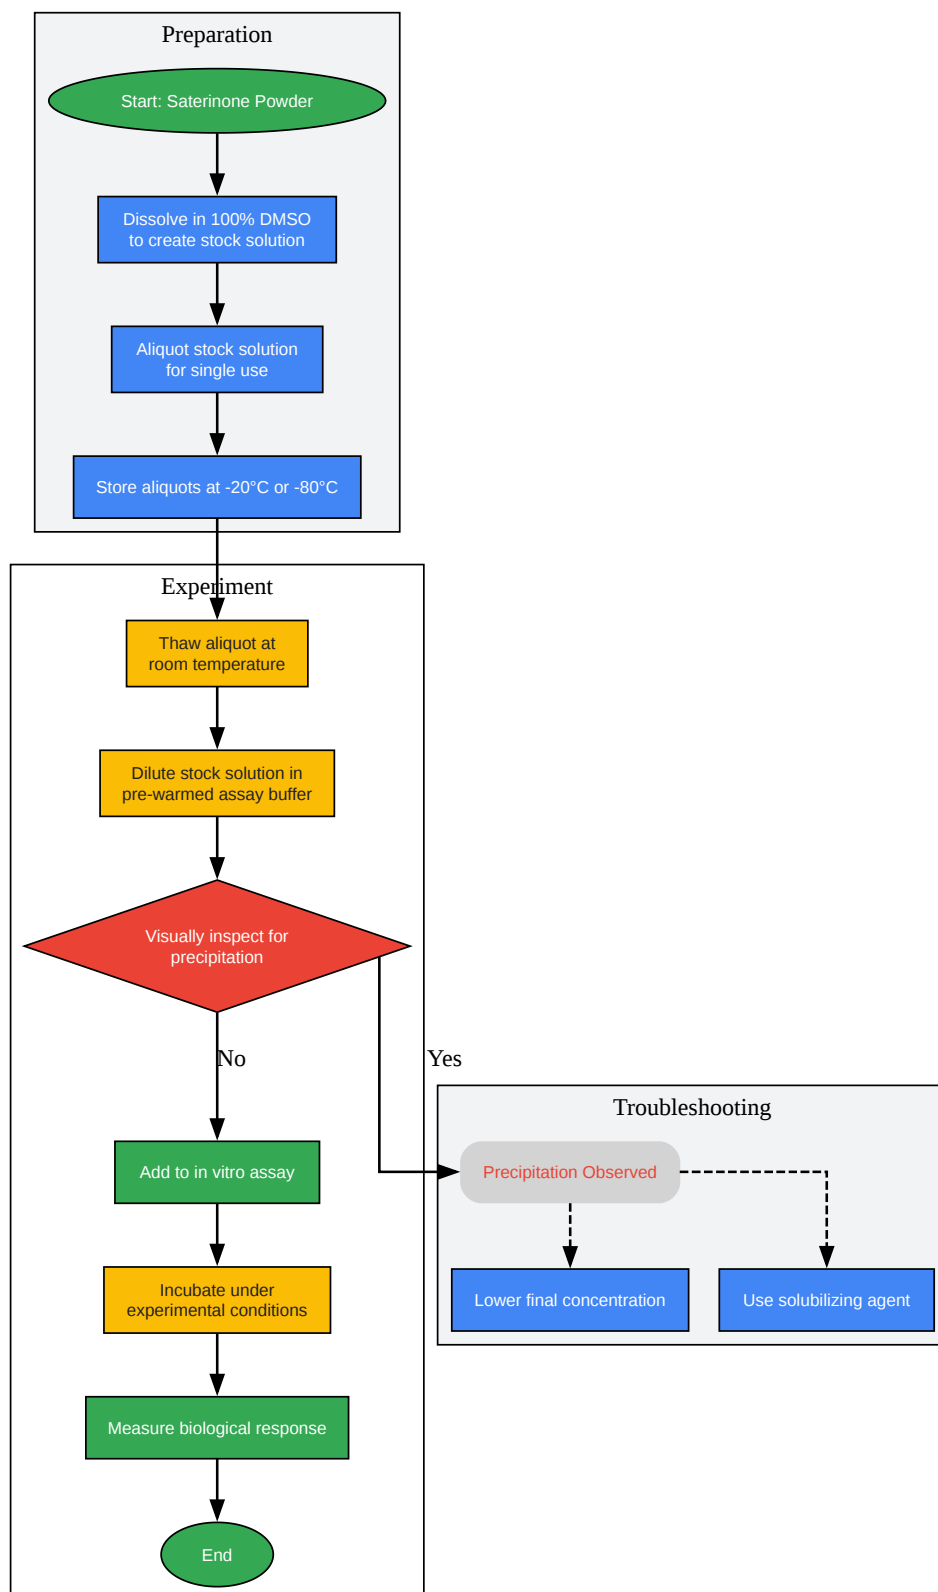 Preparation
Start: Saterinone Powder
Dissolve in 100% DMSO
to create stock solution
Aliquot stock solution
for single use
Store aliquots at -20°C or -80°C
Experiment
Thaw aliquot at
room temperature
Dilute stock solution in
pre-warmed assay buffer
Visually inspect for
precipitation
No
Yes
Troubleshooting
Precipitation Observed
Lower final concentration
Use solubilizing agent
Add to in vitro assay
Incubate under
experimental conditions
Measure biological response
End